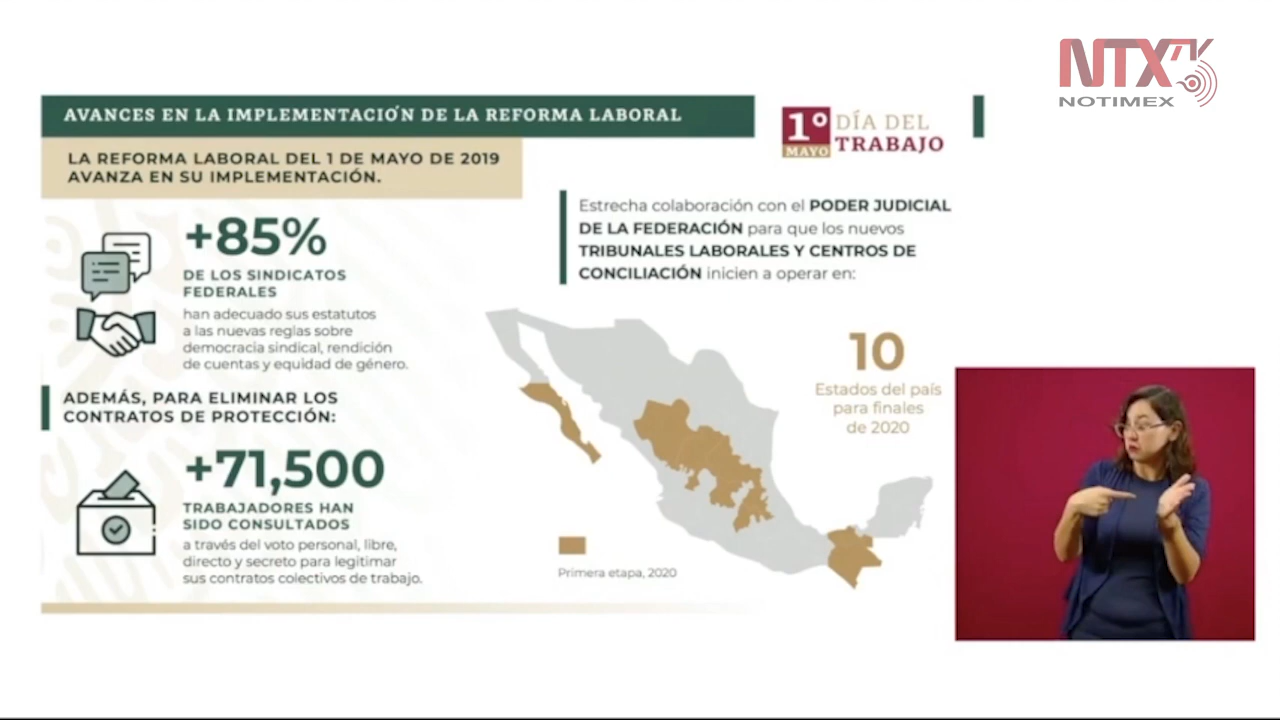 NTX
NOTIMEX
AVANCES EN LA IMPLEMENTACIÓN DE LA REFORMA LABORAL
1º
MAYO
DÍA DEL
TRABAJO
LA REFORMA LABORAL DEL 1 DE MAYO DE 2019
AVANZA EN SU IMPLEMENTACIÓN.
+85%
DE LOS SINDICATOS
FEDERALES
han adecuado sus estatutos
a las nuevas reglas sobre
democracia sindical, rendición
de cuentas y equidad de género.
ADEMÁS, PARA ELIMINAR LOS
CONTRATOS DE PROTECCIÓN:
+71,500
TRABAJADORES HAN
SIDO CONSULTADOS
a través del voto personal, libre,
directo y secreto para legitimar
sus contratos colectivos de trabajo.
Estrecha colaboración con el PODER JUDICIAL
DE LA FEDERACIÓN para que los nuevos
TRIBUNALES LABORALES Y CENTROS DE
CONCILIACIÓN inicien a operar en:
10
Estados del país
para finales
de 2020
Primera etapa, 2020